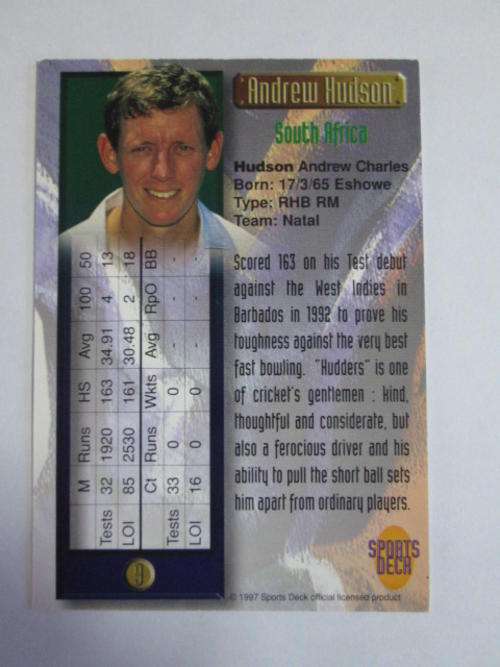 Andrew Hudson
South Africa
Hudson Andrew Charles
Born: 17/3/65 Eshowe
Type: RHB RM
Team: Natal
Scored 163 on his Test debut
against the West Indies in
Barbados in 1992 to prove his
toughness against the very best
fast bowling. "Hudders" is one
of cricket's gentlemen : kind,
thoughtful and considerate, but
also a ferocious driver and his
ability to pull the short ball sets
him apart from ordinary players.
M Runs HS Avg 100 50
Tests 32 1920 163 34.91 4 13
LOI 85 2530 161 30.48 2 18
Ct Runs Wkts Avg RpO BB
Tests 33 0 0 - - -
LOI 16 0 0 - - -
SPORTS
DECK
© 1997 Sports Deck official licensed product